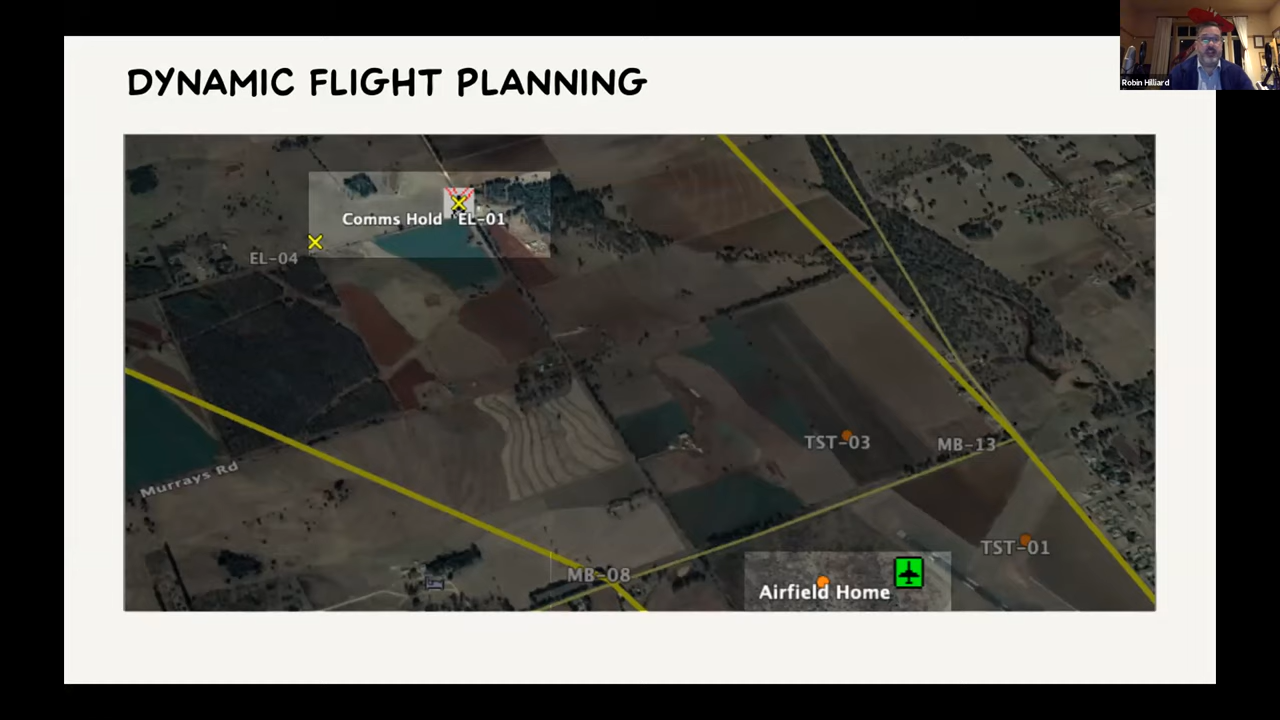 DYNAMIC FLIGHT PLANNING
Robin Hilliard
Comms Hold EL-01
EL-04
TST-03
MB-13
Murrays Rd
TST-01
MB-08
Airfield Home